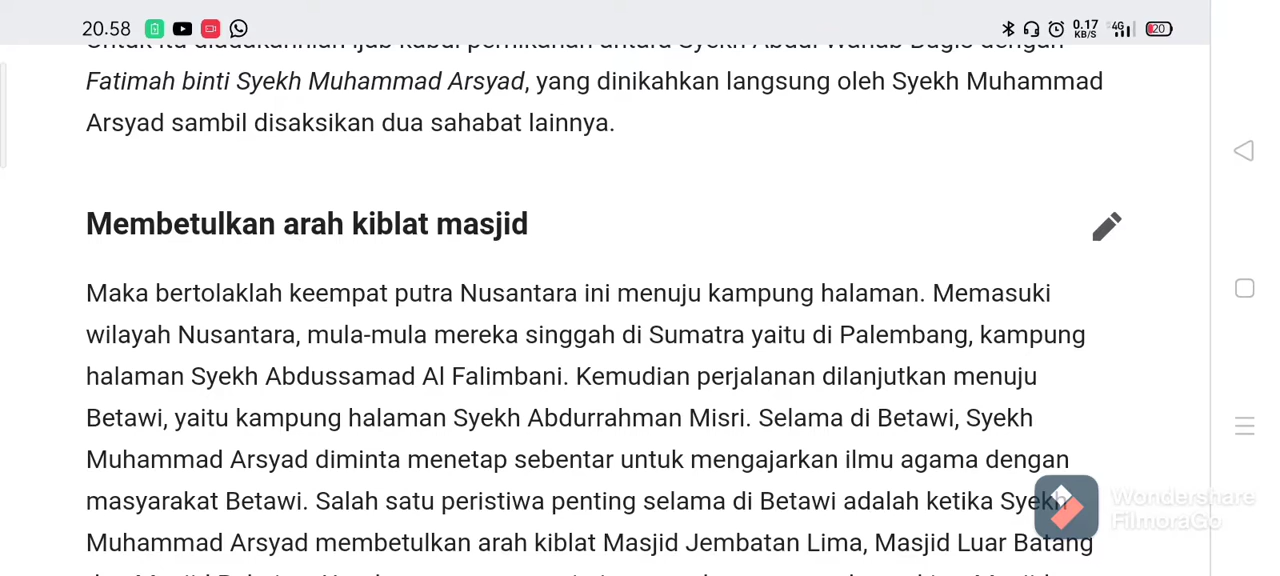 20.58
0.17
KB/S
4G
20
Fatimah binti Syekh Muhammad Arsyad, yang dinikahkan langsung oleh Syekh Muhammad
Arsyad sambil disaksikan dua sahabat lainnya.
Membetulkan arah kiblat masjid
Maka bertolaklah keempat putra Nusantara ini menuju kampung halaman. Memasuki
wilayah Nusantara, mula-mula mereka singgah di Sumatra yaitu di Palembang, kampung
halaman Syekh Abdussamad Al Falimbani. Kemudian perjalanan dilanjutkan menuju
Betawi, yaitu kampung halaman Syekh Abdurrahman Misri. Selama di Betawi, Syekh
Muhammad Arsyad diminta menetap sebentar untuk mengajarkan ilmu agama dengan
masyarakat Betawi. Salah satu peristiwa penting selama di Betawi adalah ketika Syekh
Muhammad Arsyad membetulkan arah kiblat Masjid Jembatan Lima, Masjid Luar Batang
Wondershare
FilmoraGo